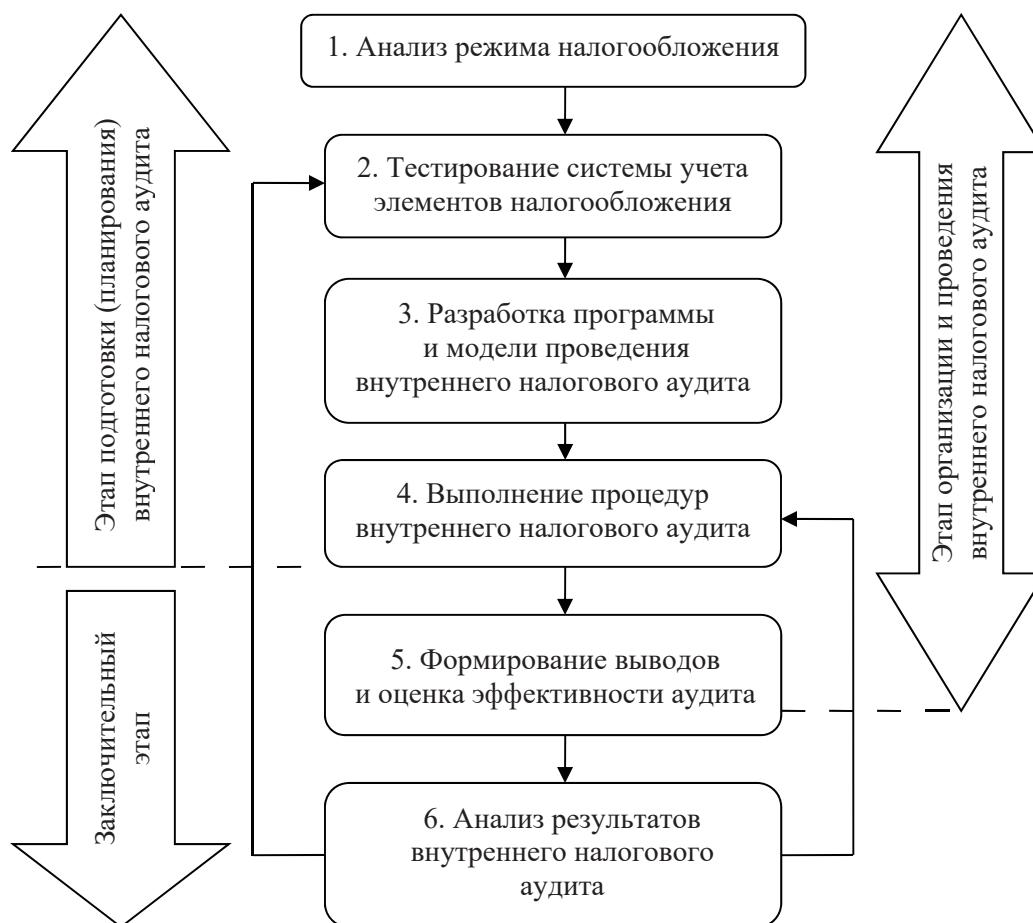 1. Анализ режима налогообложения
2. Тестирование системы учета
элементов налогообложения
3. Разработка программы
и модели проведения
внутреннего налогового аудита
4. Выполнение процедур
внутреннего налогового аудита
5. Формирование выводов
и оценка эффективности аудита
6. Анализ результатов
внутреннего налогового
аудита
Этап подготовки (планирования)
внутреннего налогового аудита
Заключительный
этап
Этап организации и проведения
внутреннего налогового аудита